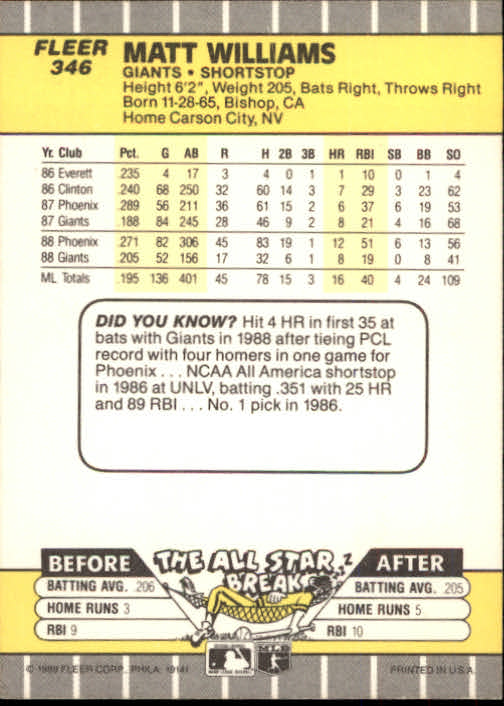 FLEER
346
MATT WILLIAMS
GIANTS • SHORTSTOP
Height 6'2", Weight 205, Bats Right, Throws Right
Born 11-28-65, Bishop, CA
Home Carson City, NV
Yr. Club Pct. G AB R H 2B 3B HR RBI SB BB SO
86 Everett .235 4 17 3 4 0 1 1 10 0 1 4
86 Clinton .240 68 250 32 60 14 3 7 29 3 23 62
87 Phoenix .289 56 211 36 61 15 2 6 37 6 19 53
87 Giants .188 84 245 28 46 9 2 8 21 4 16 68
88 Phoenix .271 82 306 45 83 19 1 12 51 6 13 56
88 Giants .205 52 156 17 32 6 1 8 19 0 8 41
ML Totals .195 136 401 45 78 15 3 16 40 4 24 109
DID YOU KNOW? Hit 4 HR in first 35 at
bats with Giants in 1988 after tieing PCL
record with four homers in one game for
Phoenix . . . NCAA All America shortstop
in 1986 at UNLV, batting .351 with 25 HR
and 89 RBI . . . No. 1 pick in 1986.
BEFORE THE ALL STAR BREAK AFTER
BATTING AVG. .206 BATTING AVG. .205
HOME RUNS 3 HOME RUNS 5
RBI 9 RBI 10
© 1989 FLEER CORP., PHILA. 19141 PRINTED IN U.S.A.